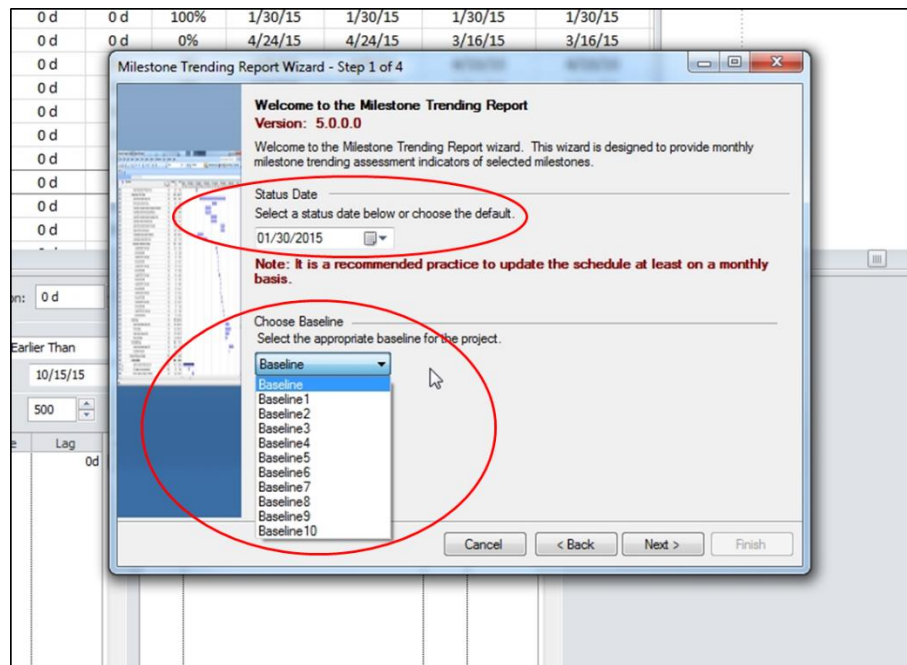 0 d 0 d 100% 1/30/15 1/30/15 1/30/15 1/30/15
0 d 0 d 0% 4/24/15 4/24/15 3/16/15 3/16/15
0 d
0 d
0 d
0 d
0 d
0 d
0 d
0 d
Milestone Trending Report Wizard - Step 1 of 4
Welcome to the Milestone Trending Report
Version: 5.0.0.0
Welcome to the Milestone Trending Report wizard. This wizard is designed to provide monthly
milestone trending assessment indicators of selected milestones.
Status Date
Select a status date below or choose the default.
01/30/2015
Note: It is a recommended practice to update the schedule at least on a monthly
basis.
Choose Baseline
Select the appropriate baseline for the project.
Baseline
Baseline
Baseline1
Baseline2
Baseline3
Baseline4
Baseline5
Baseline6
Baseline7
Baseline8
Baseline9
Baseline10
Cancel < Back Next > Finish
on: 0 d
Earlier Than
10/15/15
500
Lag
0d